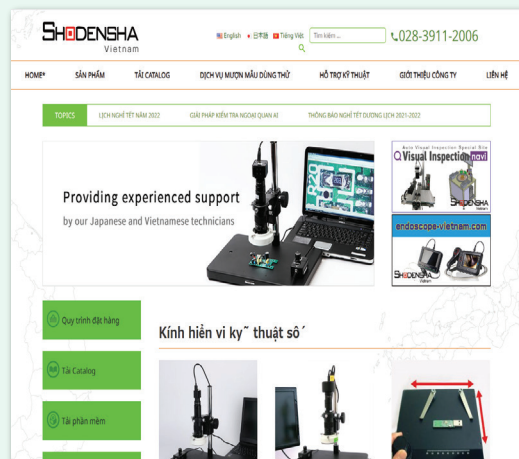 SHODENSHA
Vietnam
English 日本語 Tiếng Việt
Tìm kiếm ...
028-3911-2006
HOME* SẢN PHẨM TẢI CATALOG DỊCH VỤ MƯỢN MẪU DÙNG THỬ HỖ TRỢ KỸ THUẬT GIỚI THIỆU CÔNG TY LIÊN HỆ
TOPICS LỊCH NGHỈ TẾT NĂM 2022 GIẢI PHÁP KIỂM TRA NGOẠI QUAN AI THÔNG BÁO NGHỈ TẾT DƯƠNG LỊCH 2021-2022
Providing experienced support
by our Japanese and Vietnamese technicians
Auto Visual Inspection Special Site
Visual Inspection navi
SHODENSHA
Vietnam
endoscope-vietnam.com
SHODENSHA
Vietnam
Quy trình đặt hàng
Tải Catalog
Tải phần mềm
Kính hiển vi ky˜ thuật sô´